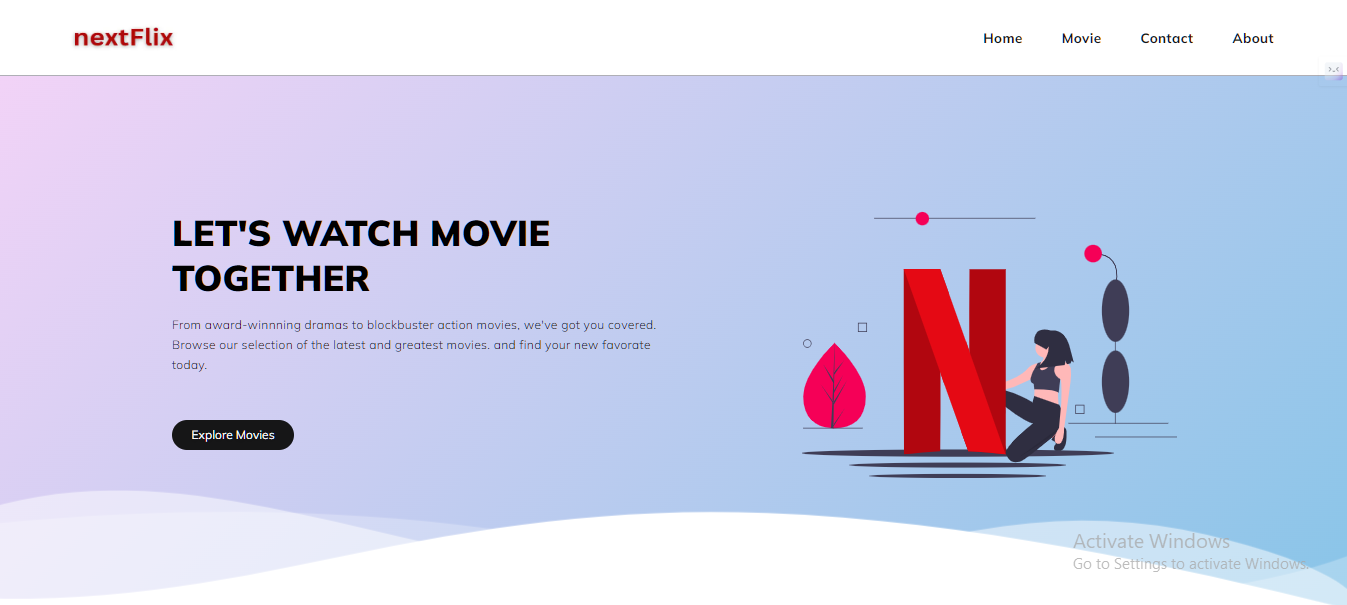 nextFlix
Home Movie Contact About
LET'S WATCH MOVIE
TOGETHER
From award-winnning dramas to blockbuster action movies, we've got you covered.
Browse our selection of the latest and greatest movies. and find your new favorate
today.
Explore Movies
N
Activate Windows
Go to Settings to activate Windows.